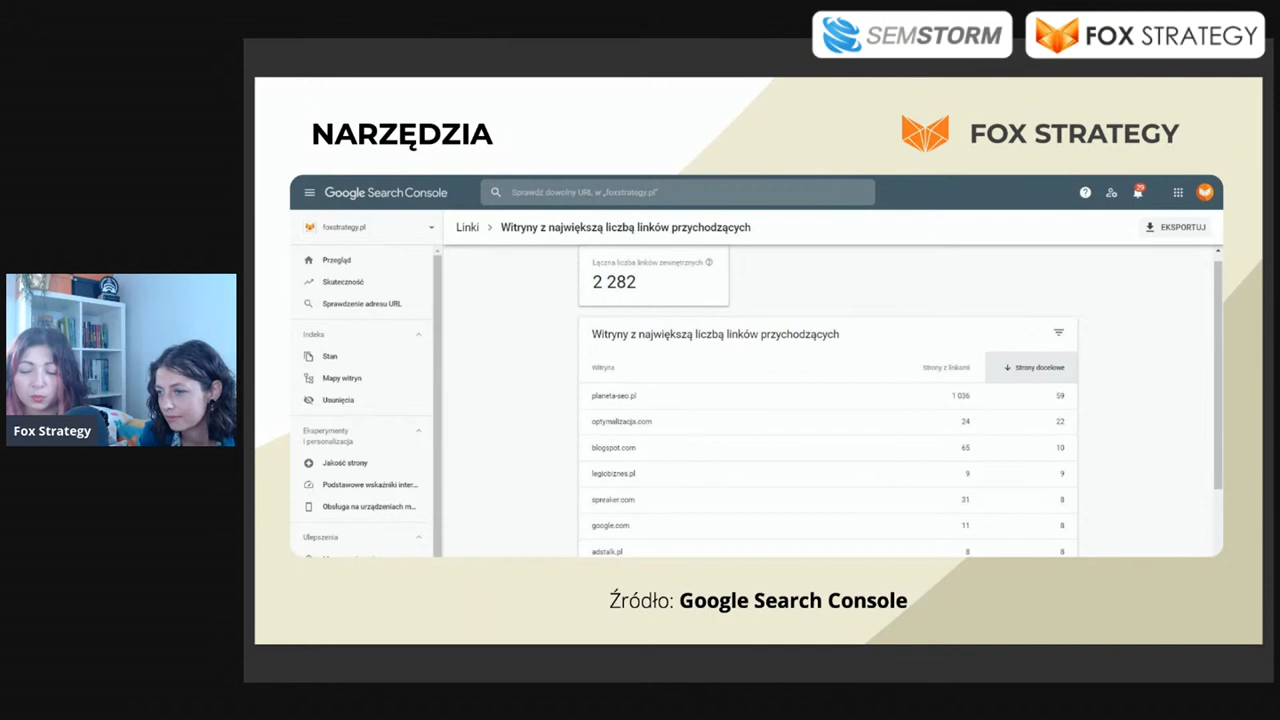 SEMSTORM
FOX STRATEGY
NARZĘDZIA
FOX STRATEGY
Google Search Console
Sprawdź dowolny URL w „foxstrategy.pl”
29
foxstrategy.pl
Linki > Witryny z największą liczbą linków przychodzących
EKSPORTUJ
Przegląd
Skuteczność
Sprawdzenie adresu URL
Indeks
Stan
Mapy witryn
Usunięcia
Eksperymenty
i personalizacja
Jakość strony
Podstawowe wskaźniki inter...
Obsługa na urządzeniach m...
Ulepszenia
Łączna liczba linków zewnętrznych
2 282
Witryny z największą liczbą linków przychodzących
Witryna Strony z linkami Strony docelowe
planeta-seo.pl 1 036 59
optymalizacja.com 24 22
blogspot.com 65 10
legiobiznes.pl 9 9
spreaker.com 31 8
google.com 11 8
adstalk.pl 8 8
Źródło: Google Search Console
Fox Strategy